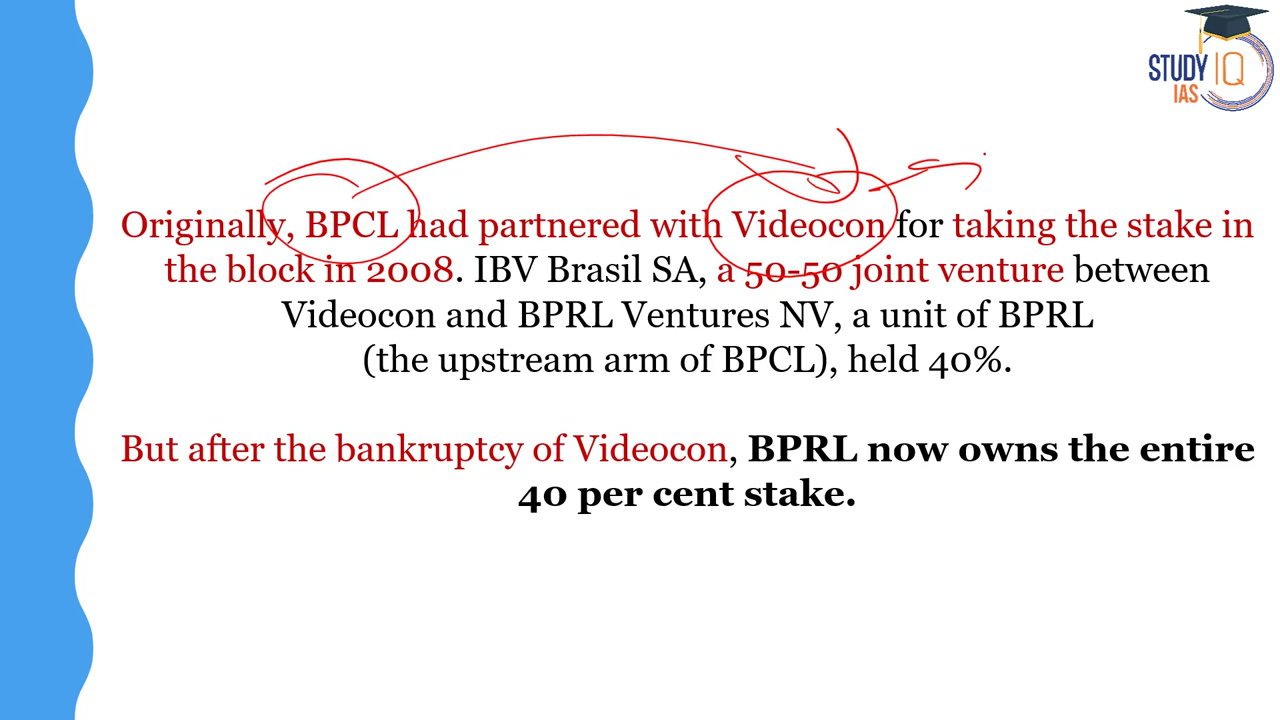 STUDY IQ
IAS
Originally, BPCL had partnered with Videocon for taking the stake in
the block in 2008. IBV Brasil SA, a 50-50 joint venture between
Videocon and BPRL Ventures NV, a unit of BPRL
(the upstream arm of BPCL), held 40%.
But after the bankruptcy of Videocon, BPRL now owns the entire
40 per cent stake.